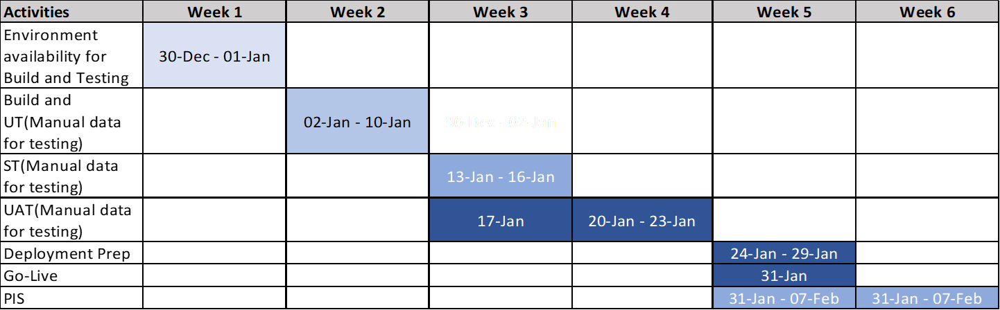 Activities Week 1 Week 2 Week 3 Week 4 Week 5 Week 6
Environment
availability for
Build and Testing
30-Dec - 01-Jan
Build and
UT(Manual data
for testing)
02-Jan - 10-Jan 30-Dec - 02-Jan
ST(Manual data
for testing)
13-Jan - 16-Jan
UAT(Manual data
for testing)
17-Jan 20-Jan - 23-Jan
Deployment Prep 24-Jan - 29-Jan
Go-Live 31-Jan
PIS 31-Jan - 07-Feb 31-Jan - 07-Feb